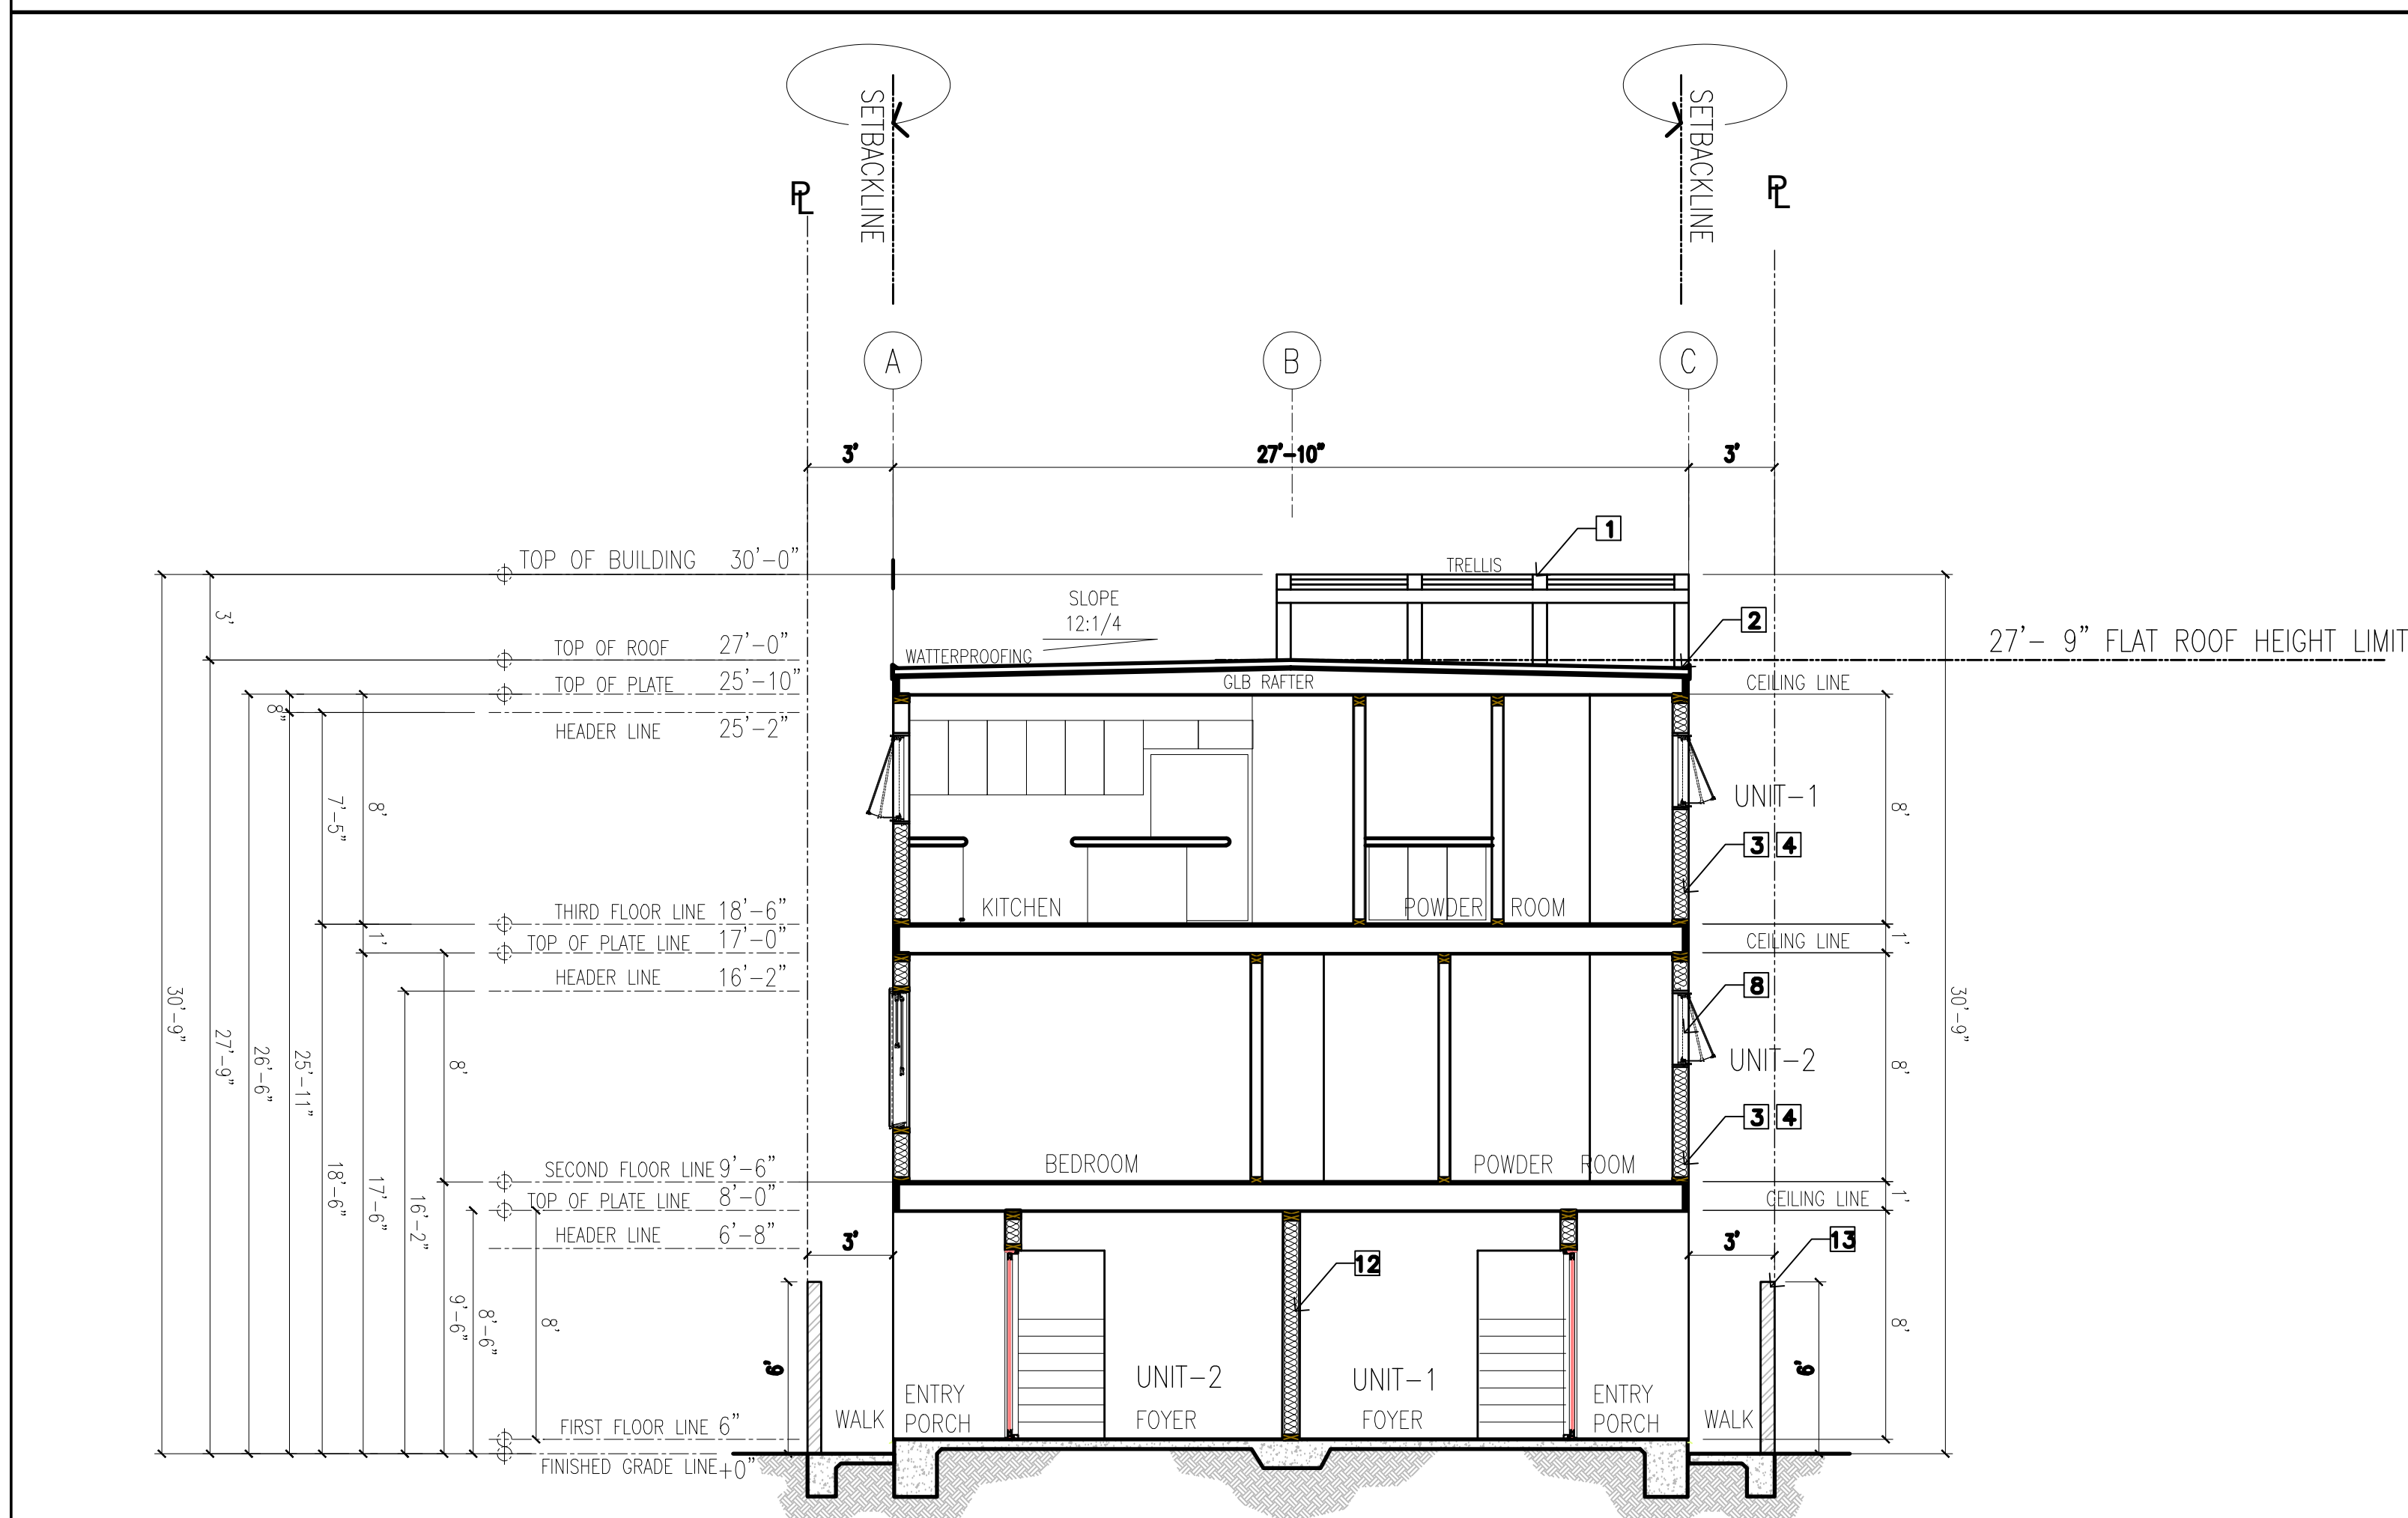 SETBACKLINE
SETBACKLINE
PL
PL
A
B
C
3'
27'-10"
3'
1
TOP OF BUILDING 30'-0"
TRELLIS
SLOPE
12:1/4
2
3'
TOP OF ROOF 27'-0"
27'- 9" FLAT ROOF HEIGHT LIMIT
WATTERPROOFING
TOP OF PLATE 25'-10"
GLB RAFTER
CEILING LINE
8"
HEADER LINE 25'-2"
7'-5"
8'
UNIT-1
8'
3 4
KITCHEN
POWDER ROOM
THIRD FLOOR LINE 18'-6"
1'
TOP OF PLATE LINE 17'-0"
CEILING LINE
1'
HEADER LINE 16'-2"
8
30'-9"
27'-9"
26'-6"
25'-11"
8'
UNIT-2
8'
30'-9"
3 4
BEDROOM
POWDER ROOM
SECOND FLOOR LINE 9'-6"
18'-6"
17'-6"
16'-2"
TOP OF PLATE LINE 8'-0"
CEILING LINE
1'
HEADER LINE 6'-8"
3'
3'
13
12
9'-6"
8'-6"
8'
8'
6'
6'
UNIT-2
FOYER
UNIT-1
FOYER
WALK
ENTRY
PORCH
ENTRY
PORCH
WALK
FIRST FLOOR LINE 6"
FINISHED GRADE LINE +0"